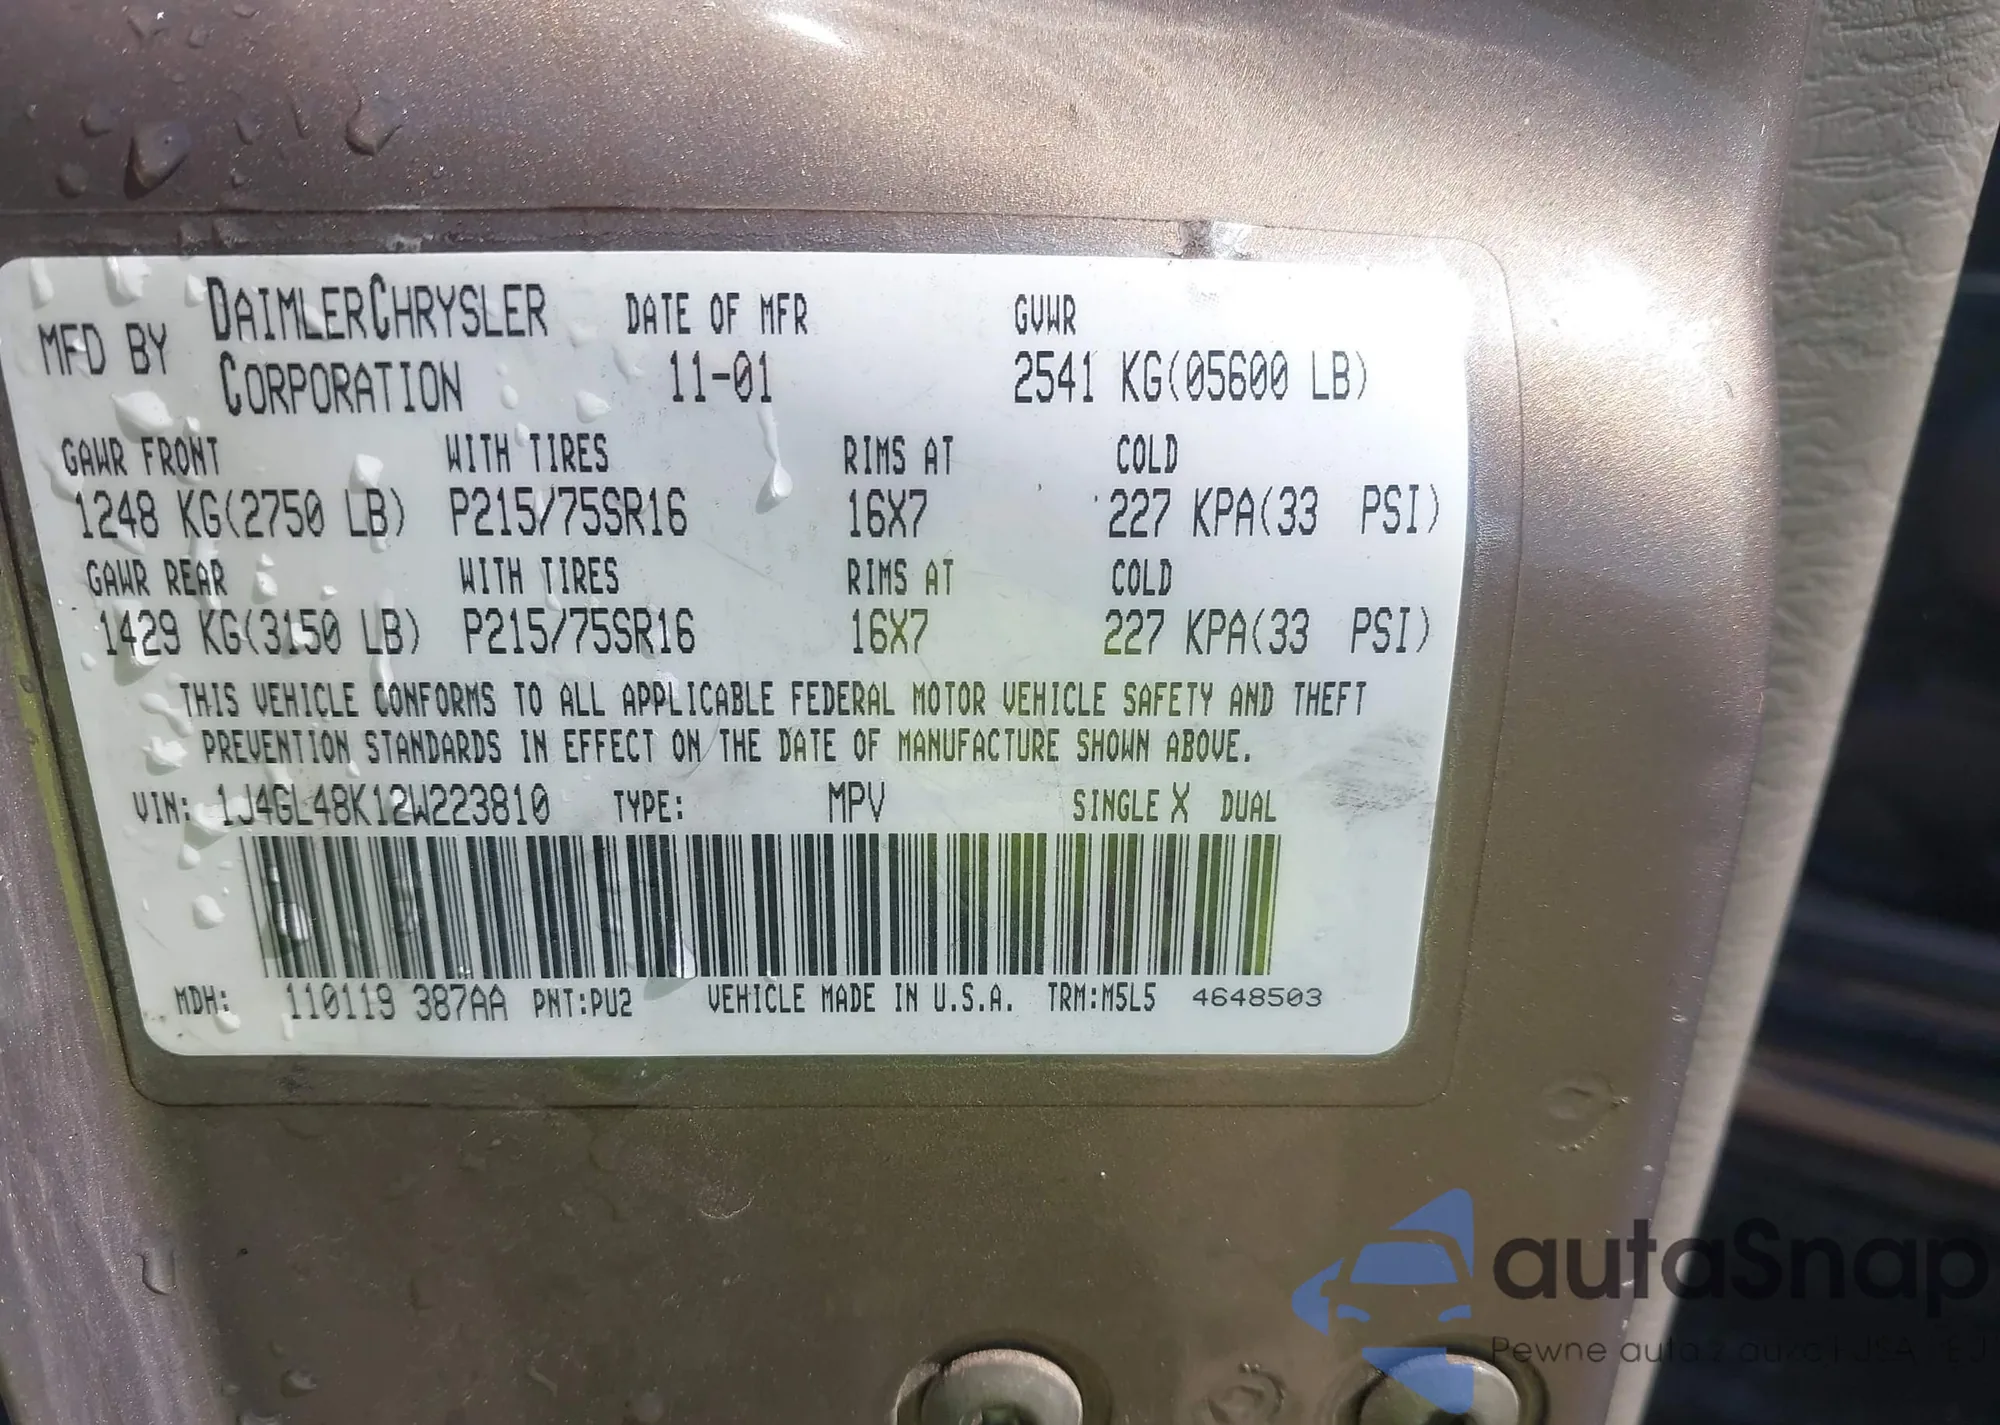 MFD BY DAIMLERCHRYSLER CORPORATION DATE OF MFR 11-01 GVWR 2541 KG(05600 LB)
GAWR FRONT WITH TIRES RIMS AT COLD
1248 KG(2750 LB) P215/75SR16 16X7 227 KPA(33 PSI)
GAWR REAR WITH TIRES RIMS AT COLD
1429 KG(3150 LB) P215/75SR16 16X7 227 KPA(33 PSI)
THIS VEHICLE CONFORMS TO ALL APPLICABLE FEDERAL MOTOR VEHICLE SAFETY AND THEFT
PREVENTION STANDARDS IN EFFECT ON THE DATE OF MANUFACTURE SHOWN ABOVE.
VIN: 1J4GL48K12W223810 TYPE: MPV SINGLE X DUAL
MDH: 110119 387AA PNT:PU2 VEHICLE MADE IN U.S.A. TRM:M5L5 4648503
autaSnap
Pewne auta z